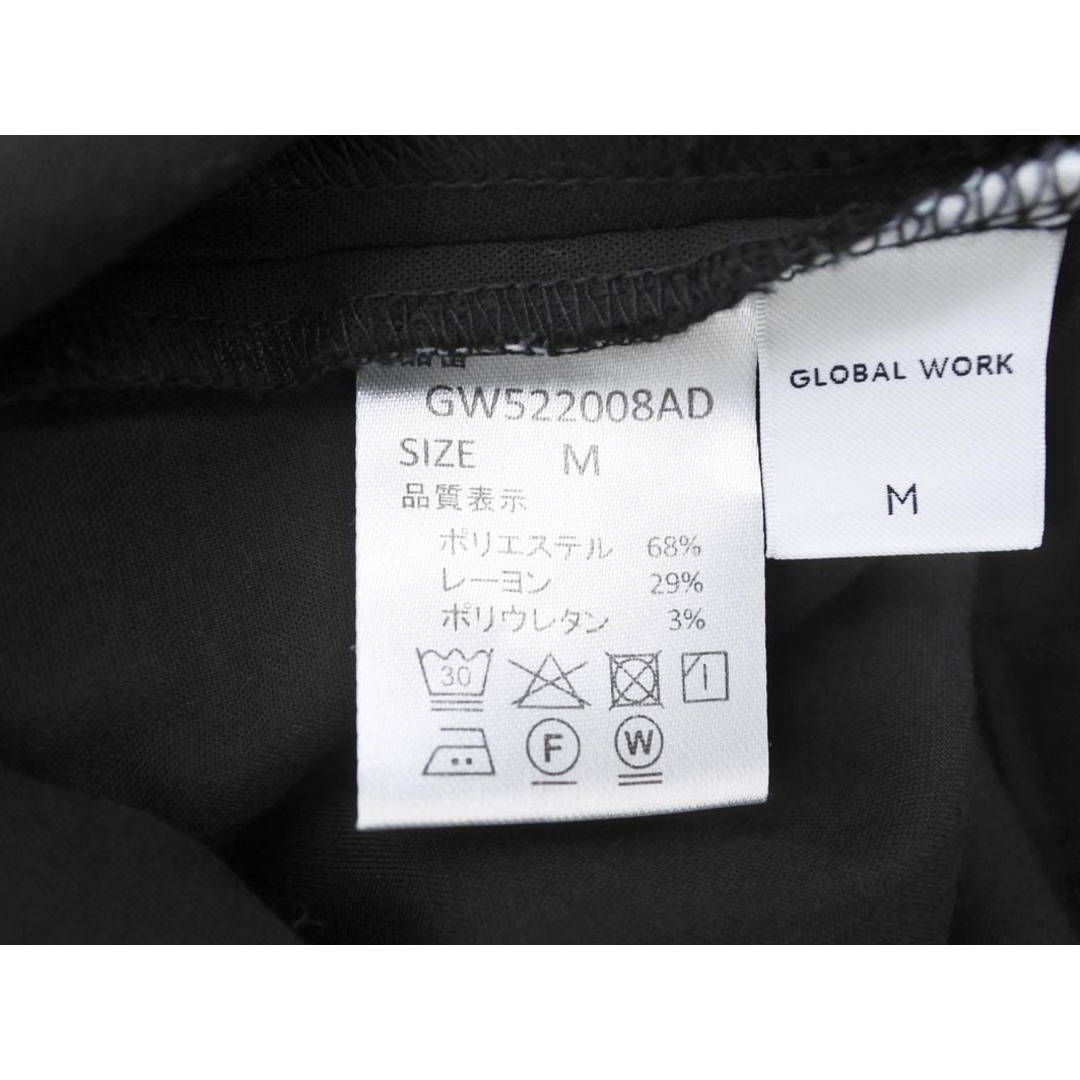 GW522008AD
SIZE M
品質表示
ポリエステル 68%
レーヨン 29%
ポリウレタン 3%
30
F W
GLOBAL WORK
M